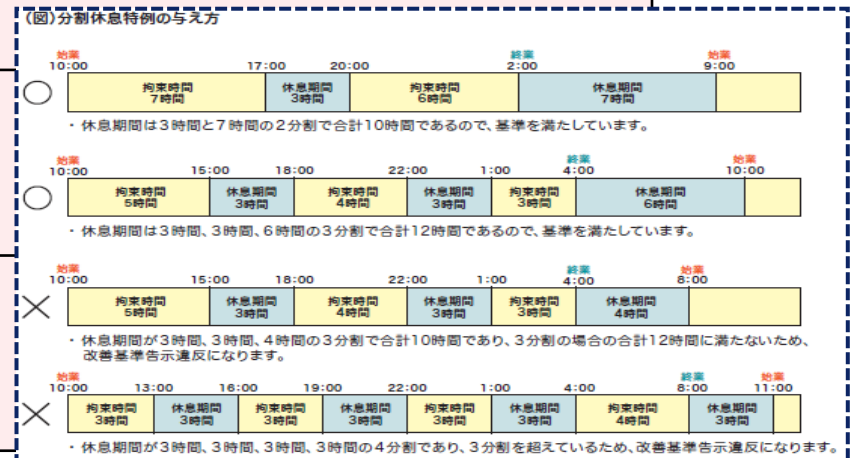 (図)分割休息特例の与え方
始業 終業 始業
10:00 17:00 20:00 2:00 9:00
○ 拘束時間 休息期間 拘束時間 休息期間
7時間 3時間 6時間 7時間
・休息期間は3時間と7時間の2分割で合計10時間であるので、基準を満たしています。
始業 終業 始業
10:00 15:00 18:00 22:00 1:00 4:00 10:00
○ 拘束時間 休息期間 拘束時間 休息期間 拘束時間 休息期間
5時間 3時間 4時間 3時間 3時間 6時間
・休息期間は3時間、3時間、6時間の3分割で合計12時間であるので、基準を満たしています。
始業 終業 始業
10:00 15:00 18:00 22:00 1:00 4:00 8:00
× 拘束時間 休息期間 拘束時間 休息期間 拘束時間 休息期間
5時間 3時間 4時間 3時間 3時間 4時間
・休息期間が3時間、3時間、4時間の3分割で合計10時間であり、3分割の場合の合計12時間に満たないため、
改善基準告示違反になります。
始業 終業 始業
10:00 13:00 16:00 19:00 22:00 1:00 4:00 8:00 11:00
× 拘束時間 休息期間 拘束時間 休息期間 拘束時間 休息期間 拘束時間 休息期間
3時間 3時間 3時間 3時間 3時間 3時間 4時間 3時間
・休息期間が3時間、3時間、3時間、3時間の4分割であり、3分割を超えているため、改善基準告示違反になります。